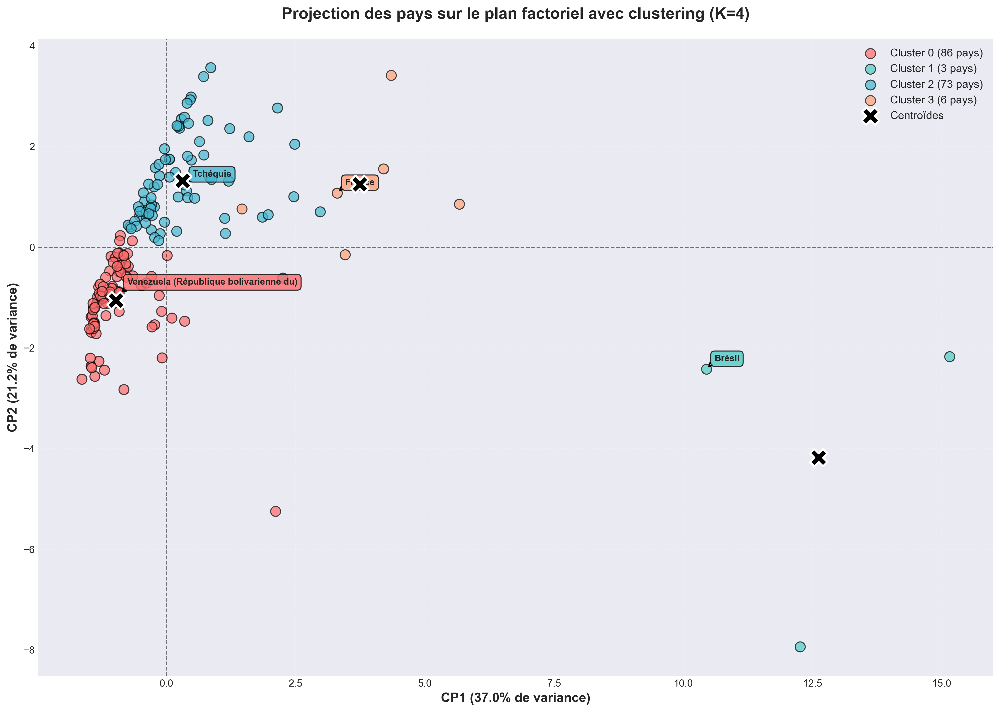 Projection des pays sur le plan factoriel avec clustering (K=4)
4
2
0
−2
−4
−6
−8
CP2 (21.2% de variance)
Cluster 0 (86 pays)
Cluster 1 (3 pays)
Cluster 2 (73 pays)
Cluster 3 (6 pays)
Centroïdes
Tchéquie
Venezuela (République bolivarienne du)
Brésil
0.0
2.5
5.0
7.5
10.0
12.5
15.0
CP1 (37.0% de variance)